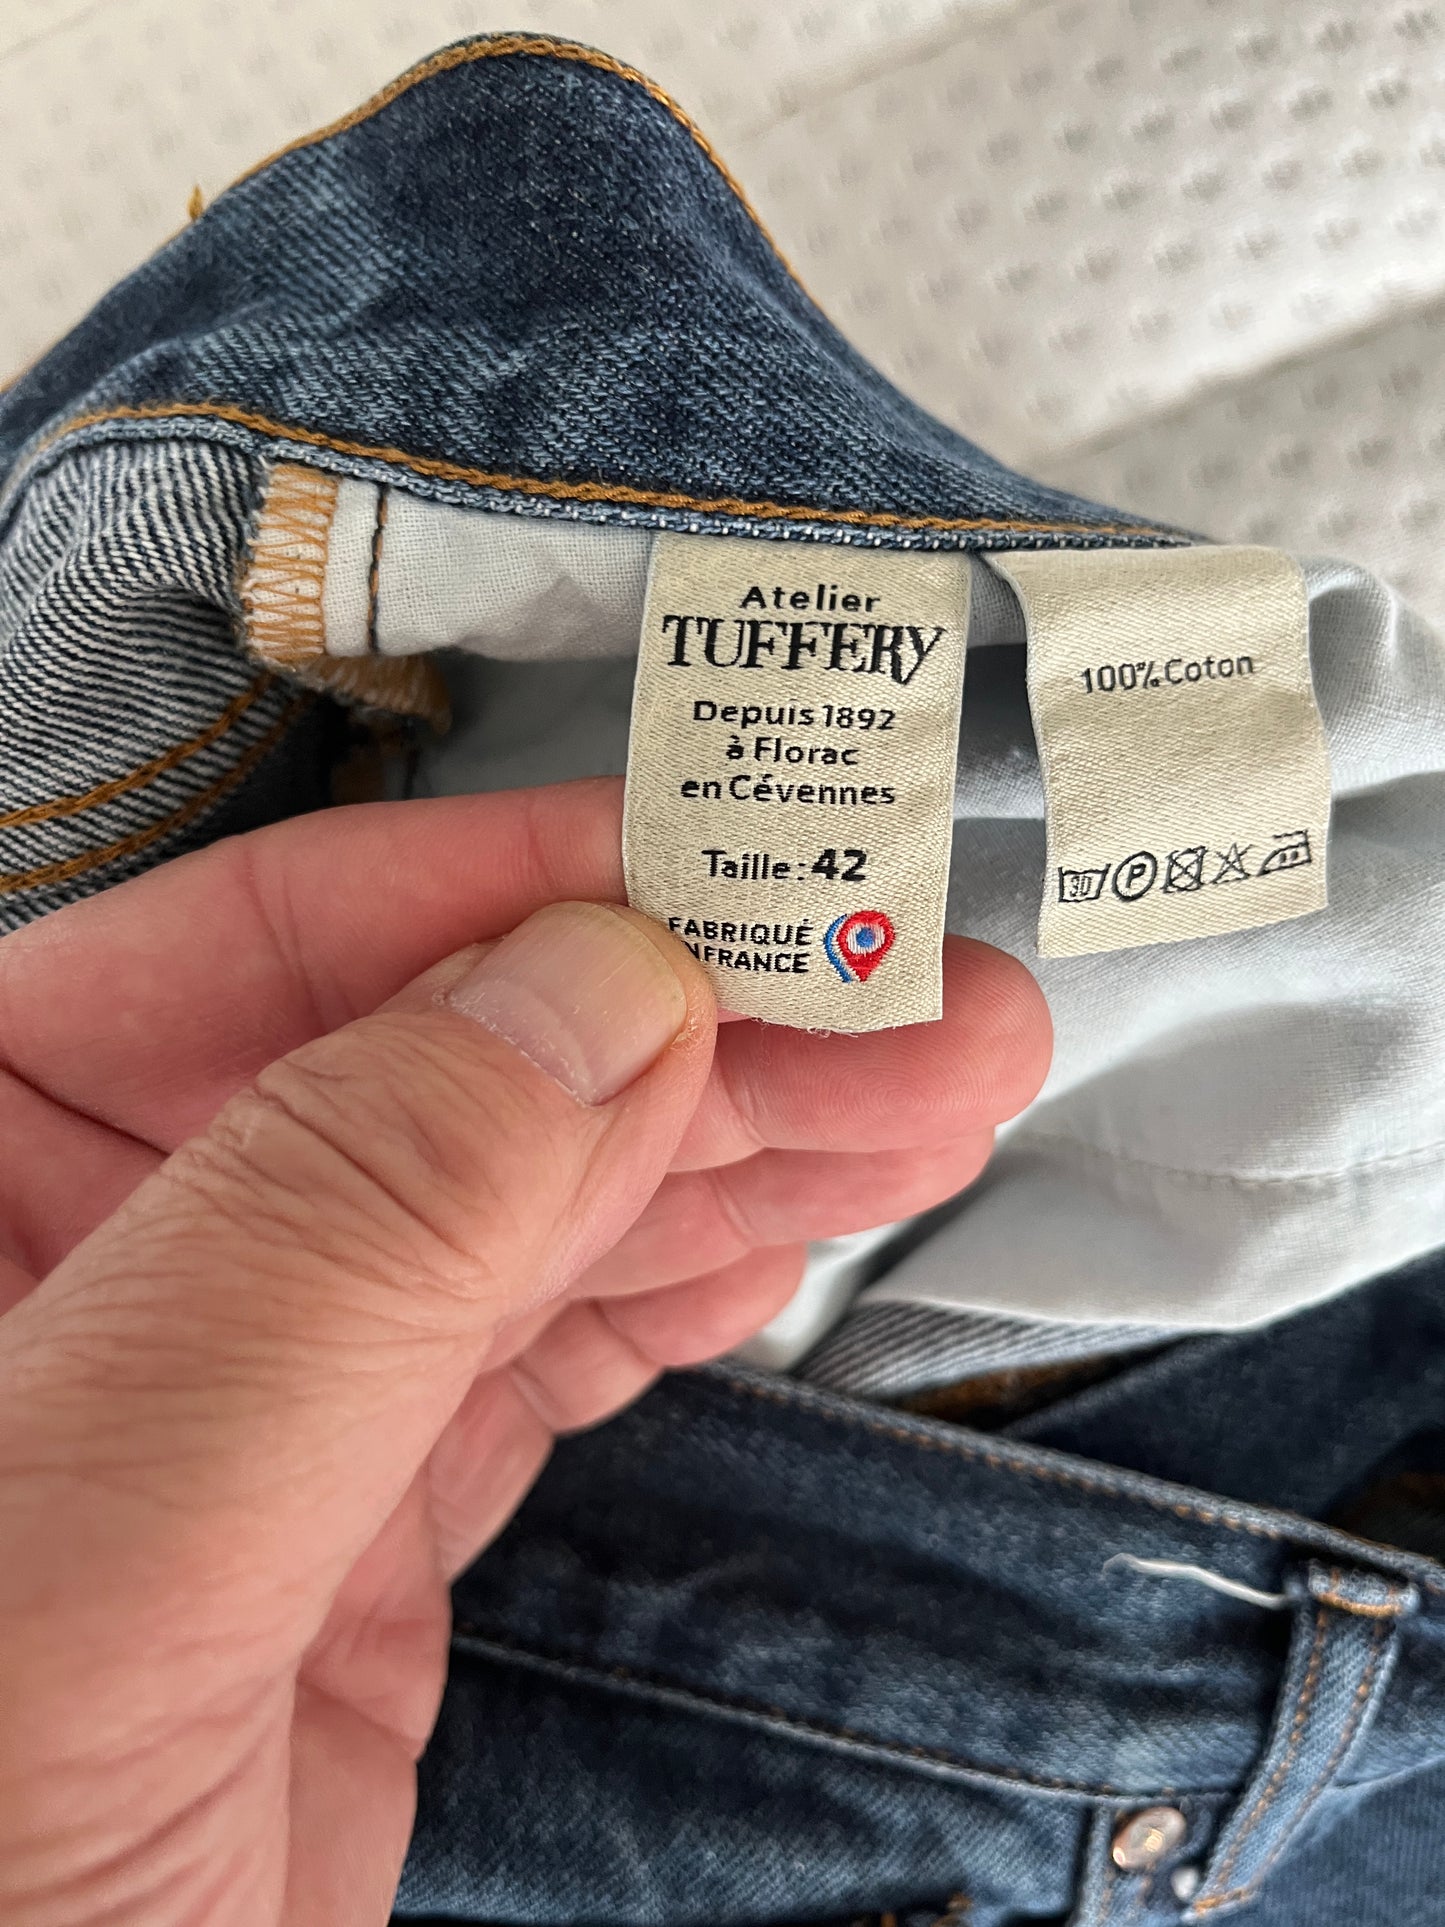 Atelier
TUFFERY
Depuis 1892
à Florac
en Cévennes
Taille : 42
FABRIQUÉ
EN FRANCE
100% Coton
30 P